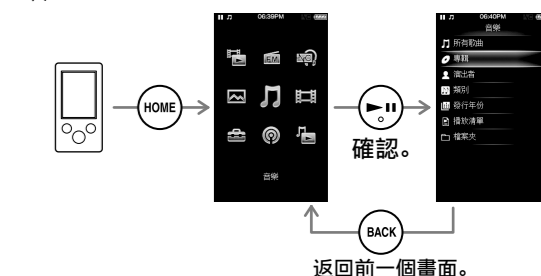 06:39PM
06:40PM
音樂
所有歌曲
專輯
演出者
類別
發行年份
播放清單
檔案夾
HOME
FM
音樂
確認。
BACK
返回前一個畫面。